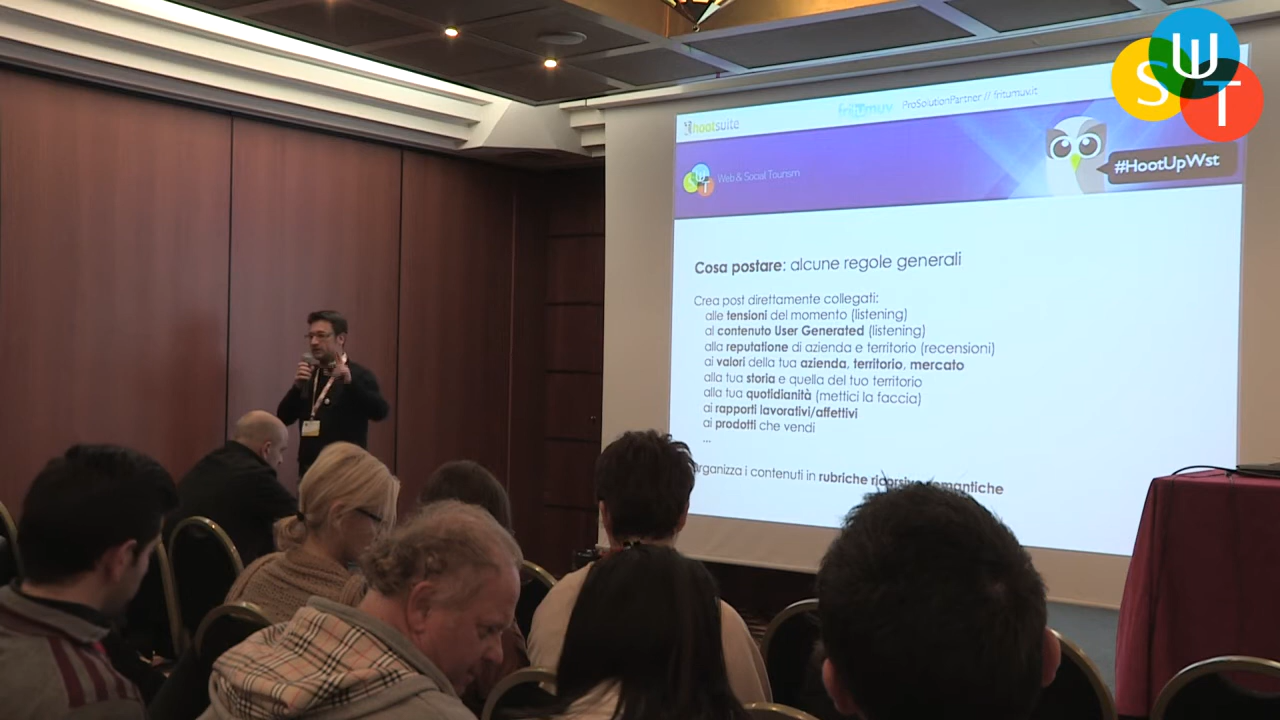 SWT
hootsuite
fritumuv ProSolutionPartner // fritumuv.it
SWT Web & Social Tourism
#HootUpWst
Cosa postare: alcune regole generali
Crea post direttamente collegati:
alle tensioni del momento (listening)
al contenuto User Generated (listening)
alla reputatione di azienda e territorio (recensioni)
ai valori della tua azienda, territorio, mercato
alla tua storia e quella del tuo territorio
alla tua quotidianità (mettici la faccia)
ai rapporti lavorativi/affettivi
ai prodotti che vendi
...
rganizza i contenuti in rubriche